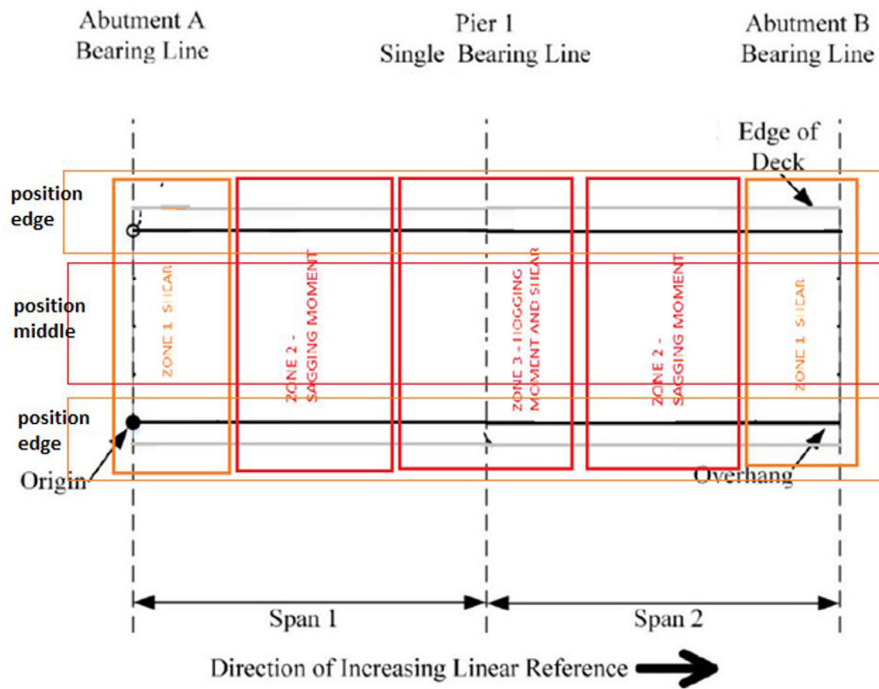 Abutment A
Bearing Line
Pier 1
Single Bearing Line
Abutment B
Bearing Line
Edge of
Deck
position
edge
position
middle
position
edge
ZONE 1 SHEAR
ZONE 2 -
SAGGING MOMENT
ZONE 3 - HOGGING
MOMENT AND SHEAR
ZONE 2 -
SAGGING MOMENT
ZONE 1 SHEAR
Origin
Overhang
Span 1
Span 2
Direction of Increasing Linear Reference